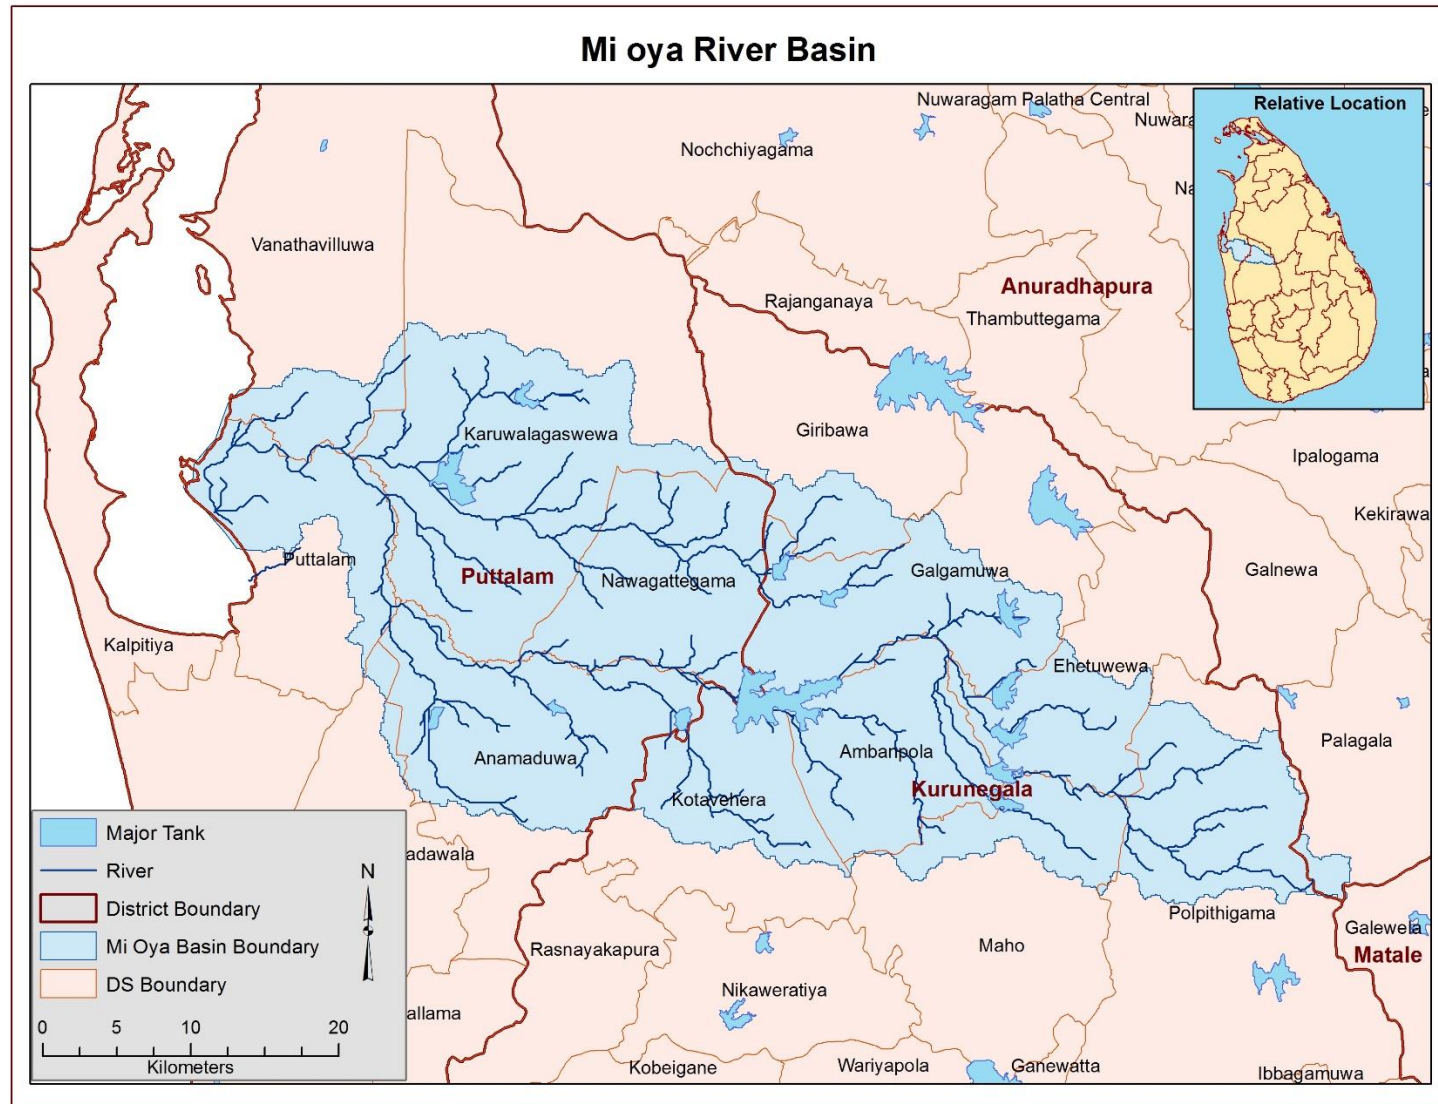 Mi oya River Basin
Nuwaragam Palatha Central
Relative Location
Nochchiyagama
Vanathavilluwa
Anuradhapura
Rajanganaya
Thambuttegama
Giribawa
Karuwalagaswewa
Ipalogama
Kekirawa
Puttalam
Puttalam
Nawagattegama
Galgamuwa
Galnewa
Kalpitiya
Ehetuwewa
Anamaduwa
Ambanpola
Palagala
Kurunegala
Kotavehera
Major Tank
River
District Boundary
Mi Oya Basin Boundary
DS Boundary
N
0 5 10 20
Kilometers
adawala
Polpithigama
Galewela
Matale
Rasnayakapura
Maho
Nikaweratiya
allama
Kobeigane
Wariyapola
Ganewatta
Ibbagamuwa